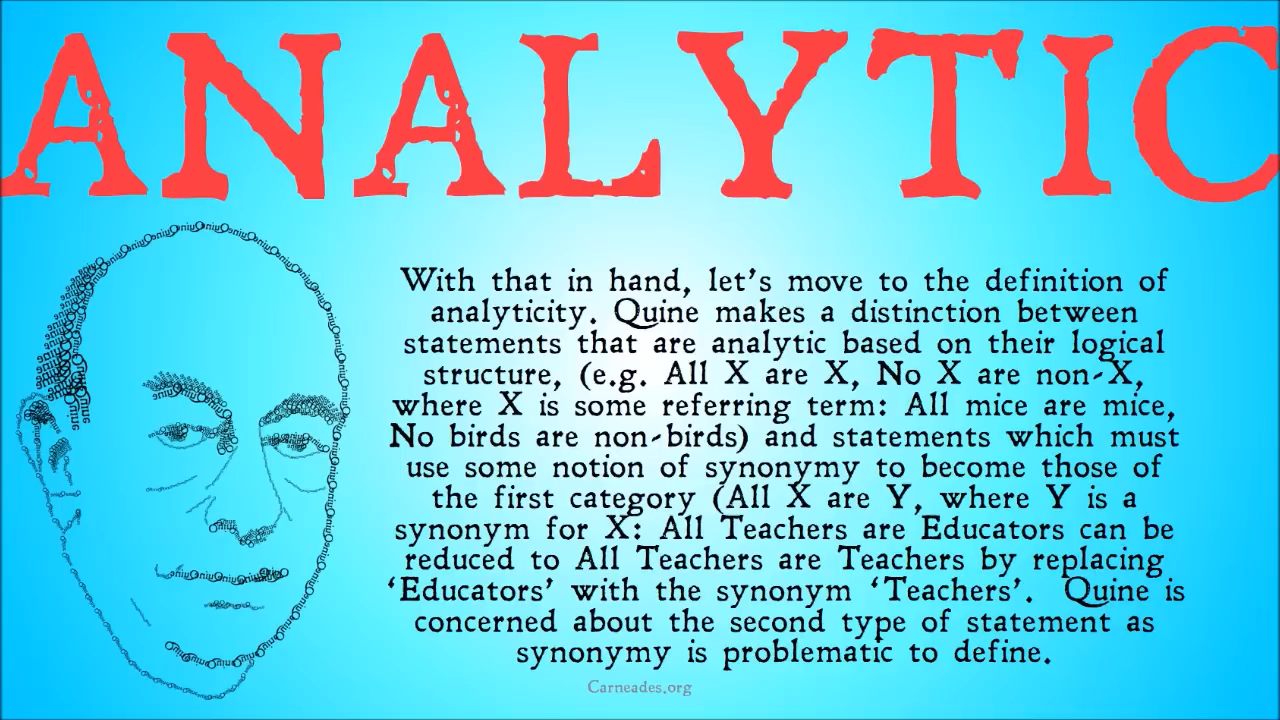 ANALYTIC
With that in hand, let's move to the definition of
analyticity. Quine makes a distinction between
statements that are analytic based on their logical
structure, (e.g. All X are X, No X are non-X,
where X is some referring term: All mice are mice,
No birds are non-birds) and statements which must
use some notion of synonymy to become those of
the first category (All X are Y, where Y is a
synonym for X: All Teachers are Educators can be
reduced to All Teachers are Teachers by replacing
'Educators' with the synonym 'Teachers'.  Quine is
concerned about the second type of statement as
synonymy is problematic to define.
Carneades.org